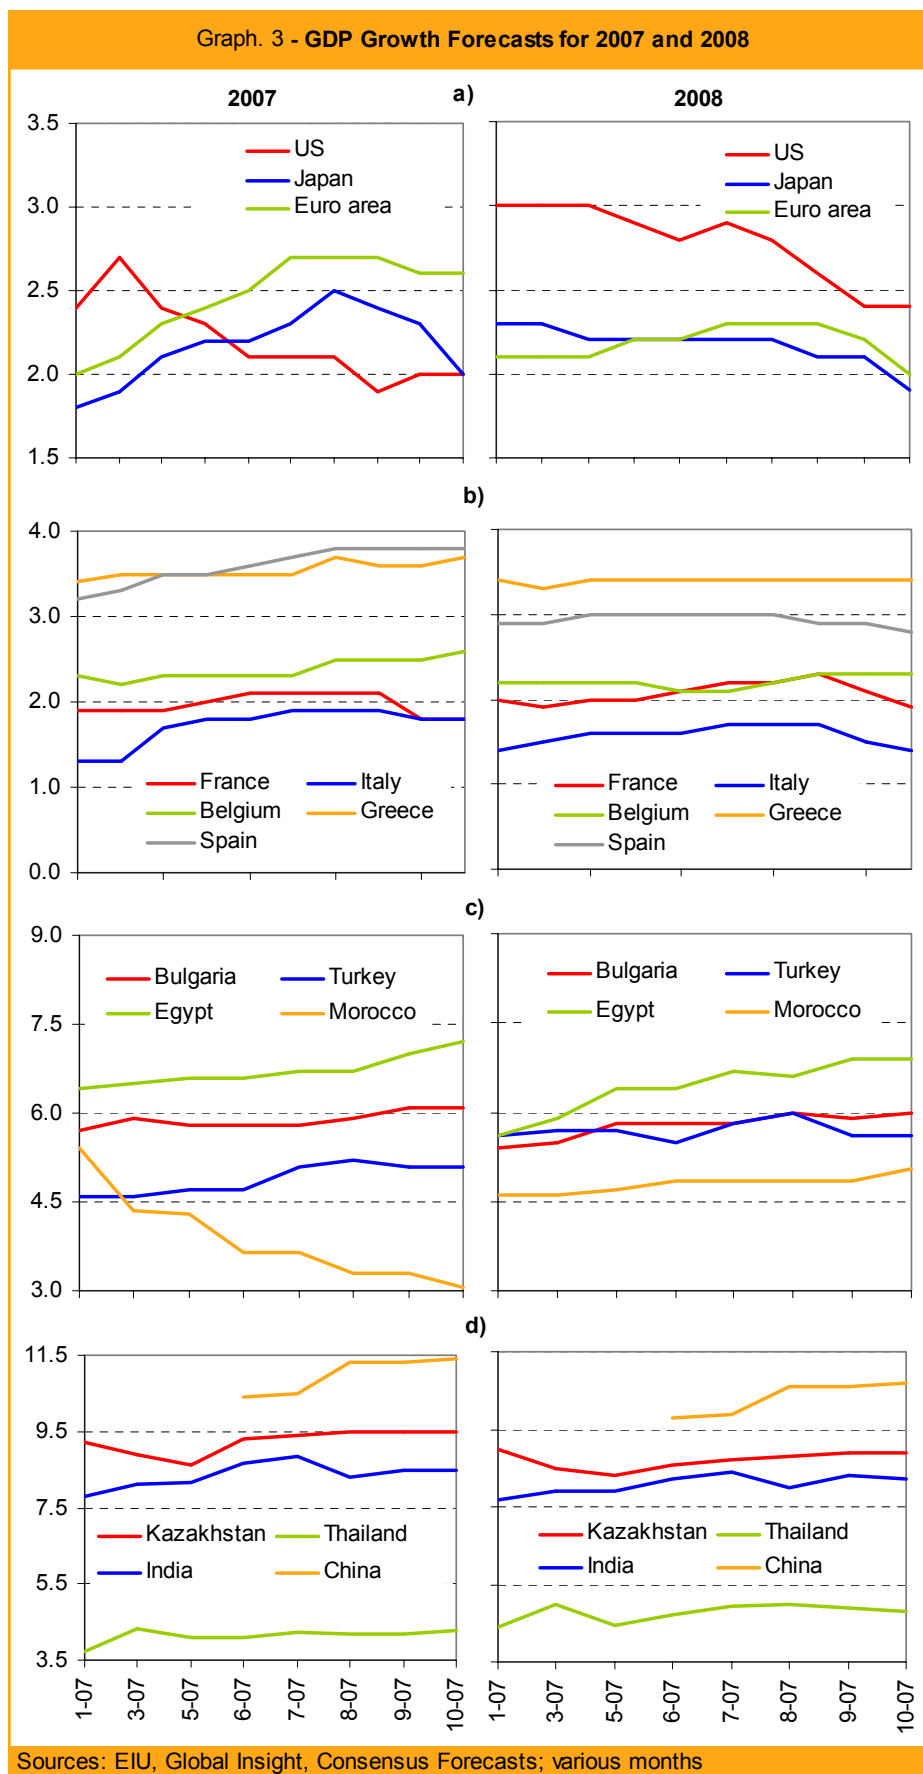 Graph. 3 - GDP Growth Forecasts for 2007 and 2008
2007 a) 2008
3.5
3.0
2.5
2.0
1.5
US
Japan
Euro area
US
Japan
Euro area
b)
4.0
3.0
2.0
1.0
0.0
France Italy
Belgium Greece
Spain
France Italy
Belgium Greece
Spain
c)
9.0
7.5
6.0
4.5
3.0
Bulgaria Turkey
Egypt Morocco
Bulgaria Turkey
Egypt Morocco
d)
11.5
9.5
7.5
5.5
3.5
Kazakhstan Thailand
India China
Kazakhstan Thailand
India China
1-07 3-07 5-07 6-07 7-07 8-07 9-07 10-07
1-07 3-07 5-07 6-07 7-07 8-07 9-07 10-07
Sources: EIU, Global Insight, Consensus Forecasts; various months